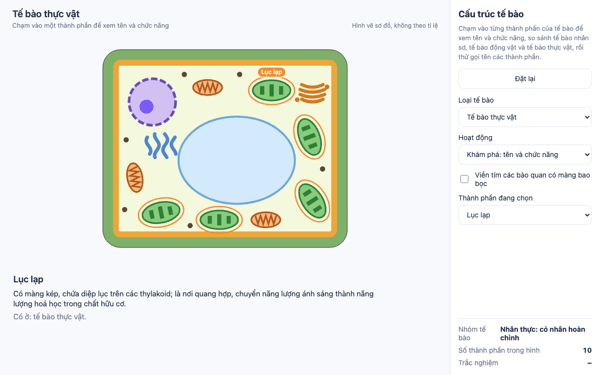 Tế bào thực vật
Chạm vào một thành phần để xem tên và chức năng
Hình vẽ sơ đồ, không theo tỉ lệ
Lục lạp
Lục lạp
Có màng kép, chứa diệp lục trên các thylakoid; là nơi quang hợp, chuyển năng lượng ánh sáng thành năng
lượng hoá học trong chất hữu cơ.
Có ở: tế bào thực vật.
Cấu trúc tế bào
Chạm vào từng thành phần của tế bào để
xem tên và chức năng, so sánh tế bào nhân
sơ, tế bào động vật và tế bào thực vật, rồi
thử gọi tên các thành phần.
Đặt lại
Loại tế bào
Tế bào thực vật
Hoạt động
Khám phá: tên và chức năng
Viền tím các bào quan có màng bao
bọc
Thành phần đang chọn
Lục lạp
Nhóm tế bào
Nhân thực: có nhân hoàn chỉnh
Số thành phần trong hình 10
Trắc nghiệm –